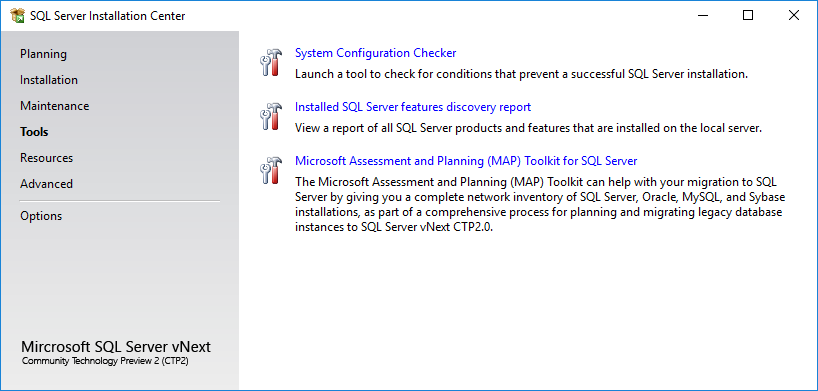 SQL Server Installation Center
Planning
Installation
Maintenance
Tools
Resources
Advanced
Options
Mircrosoft SQL Server vNext
Community Technology Preview 2 (CTP2)
System Configuration Checker
Launch a tool to check for conditions that prevent a successful SQL Server installation.
Installed SQL Server features discovery report
View a report of all SQL Server products and features that are installed on the local server.
Microsoft Assessment and Planning (MAP) Toolkit for SQL Server
The Microsoft Assessment and Planning (MAP) Toolkit can help with your migration to SQL
Server by giving you a complete network inventory of SQL Server, Oracle, MySQL, and Sybase
installations, as part of a comprehensive process for planning and migrating legacy database
instances to SQL Server vNext CTP2.0.